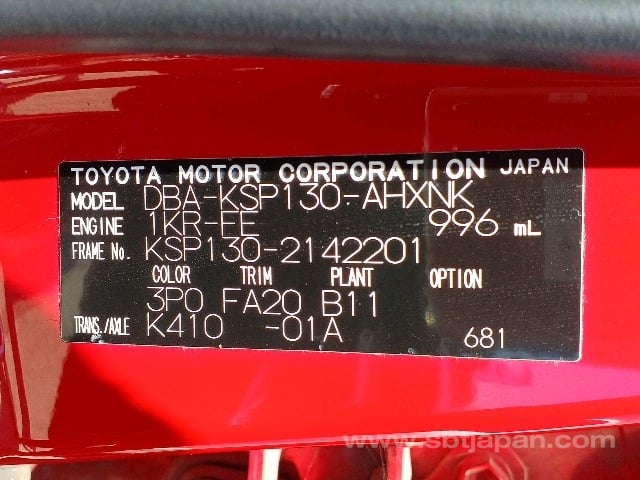 TOYOTA MOTOR CORPORATION JAPAN
MODEL DBA-KSP130-AHXNK
ENGINE 1KR-FE 996 mL
FRAME No. KSP130-2142201
COLOR TRIM PLANT OPTION
3P0 FA20 B11
TRANS./AXLE K410 -01A 681
www.sbtjapan.com